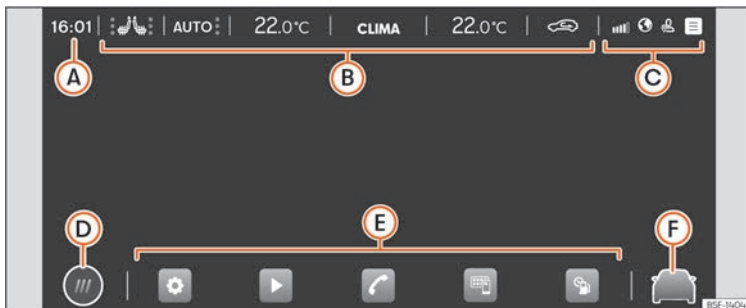 16:01 AUTO 22.0°C CLIMA 22.0°C
A B C
D E F
B5F-1404